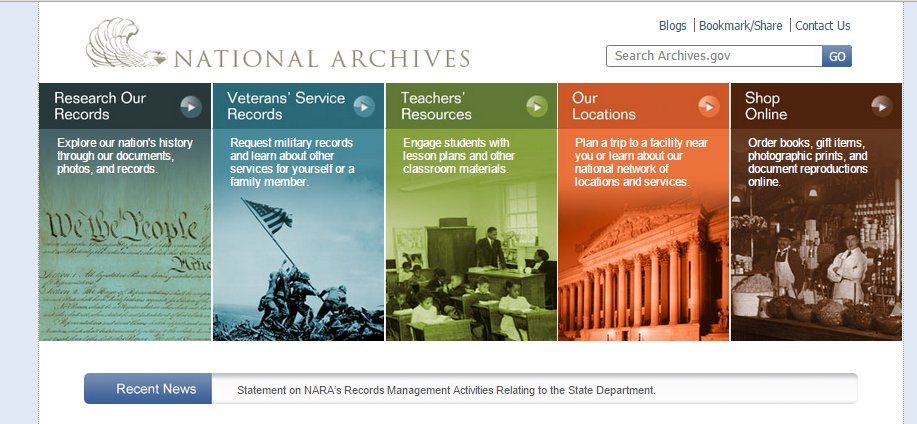 Blogs | Bookmark/Share | Contact Us
NATIONAL ARCHIVES
Search Archives.gov GO
Research Our
Records
Explore our nation's history
through our documents,
photos, and records.
We the People
Veterans' Service
Records
Request military records
and learn about other
services for yourself or a
family member.
Teachers'
Resources
Engage students with
lesson plans and other
classroom materials.
Our
Locations
Plan a trip to a facility near
you or learn about our
national network of
locations and services.
Shop
Online
Order books, gift items,
photographic prints, and
document reproductions
online.
Recent News
Statement on NARA's Records Management Activities Relating to the State Department.